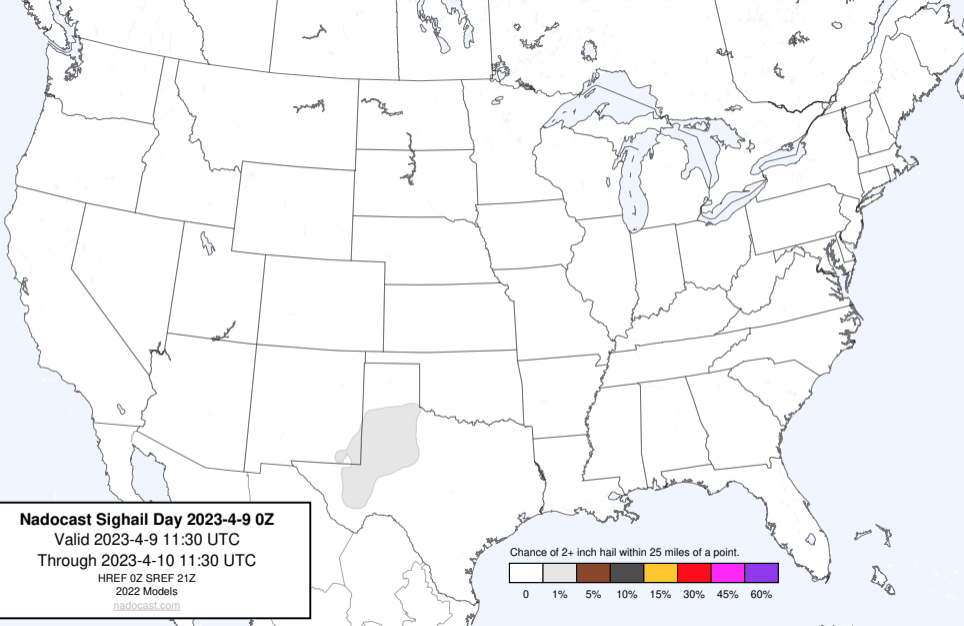 Nadocast Sighail Day 2023-4-9 0Z
Valid 2023-4-9 11:30 UTC
Through 2023-4-10 11:30 UTC
HREF 0Z SREF 21Z
2022 Models
nadocast.com
Chance of 2+ inch hail within 25 miles of a point.
0 1% 5% 10% 15% 30% 45% 60%